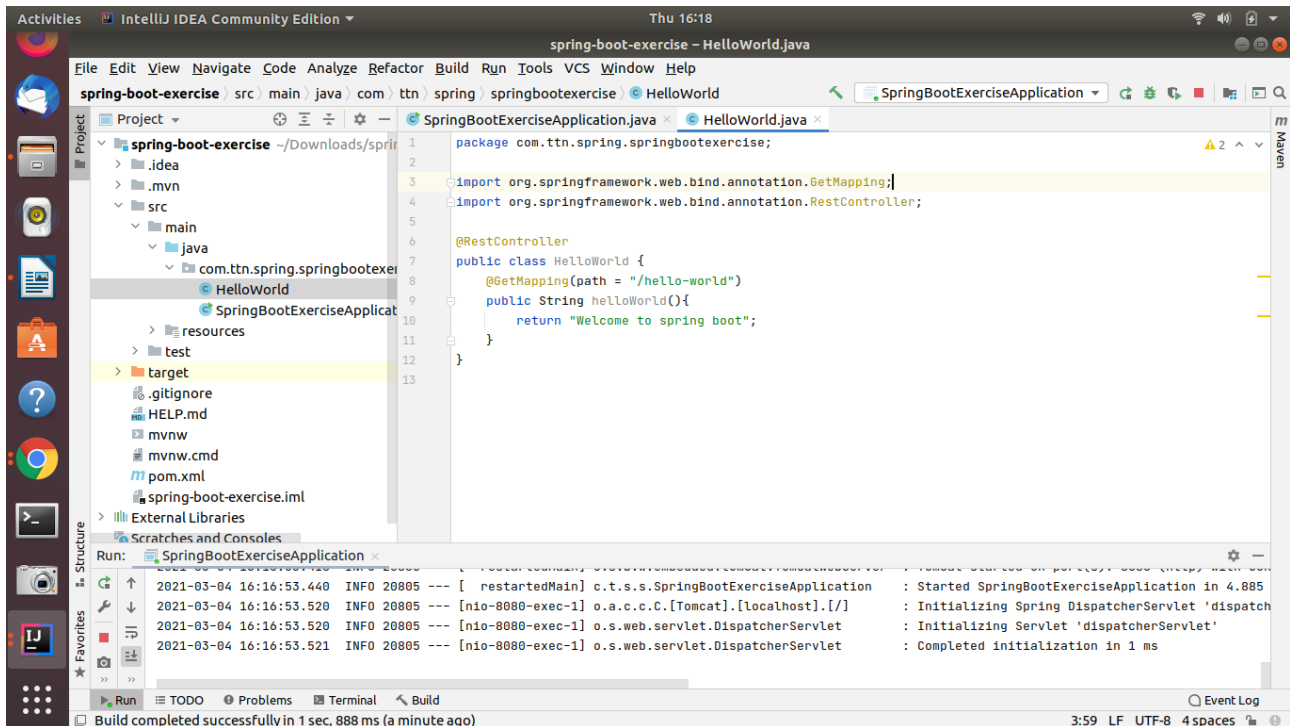 Activities IntelliJ IDEA Community Edition Thu 16:18
spring-boot-exercise – HelloWorld.java
File Edit View Navigate Code Analyze Refactor Build Run Tools VCS Window Help
spring-boot-exercise src main java com ttn spring springbootexercise HelloWorld SpringBootExerciseApplication
Project
Project
SpringBootExerciseApplication.java HelloWorld.java
Maven
spring-boot-exercise ~/Downloads/sprin
.idea
.mvn
src
main
java
com.ttn.spring.springbootexer
HelloWorld
SpringBootExerciseApplicat
resources
test
target
.gitignore
HELP.md
mvnw
mvnw.cmd
pom.xml
spring-boot-exercise.iml
External Libraries
Scratches and Consoles
1 package com.ttn.spring.springbootexercise; 2
2
3 import org.springframework.web.bind.annotation.GetMapping;
4 import org.springframework.web.bind.annotation.RestController;
5
6 @RestController
7 public class HelloWorld {
8 @GetMapping(path = "/hello-world")
9 public String helloWorld(){
10 return "Welcome to spring boot";
11 }
12 }
13
Structure
Favorites
Run: SpringBootExerciseApplication
2021-03-04 16:16:53.440 INFO 20805 --- [ restartedMain] c.t.s.s.SpringBootExerciseApplication : Started SpringBootExerciseApplication in 4.885
2021-03-04 16:16:53.520 INFO 20805 --- [nio-8080-exec-1] o.a.c.c.C.[Tomcat].[localhost].[/] : Initializing Spring DispatcherServlet 'dispatch
2021-03-04 16:16:53.520 INFO 20805 --- [nio-8080-exec-1] o.s.web.servlet.DispatcherServlet : Initializing Servlet 'dispatcherServlet'
2021-03-04 16:16:53.521 INFO 20805 --- [nio-8080-exec-1] o.s.web.servlet.DispatcherServlet : Completed initialization in 1 ms
Run TODO Problems Terminal Build Event Log
Build completed successfully in 1 sec, 888 ms (a minute ago) 3:59 LF UTF-8 4 spaces